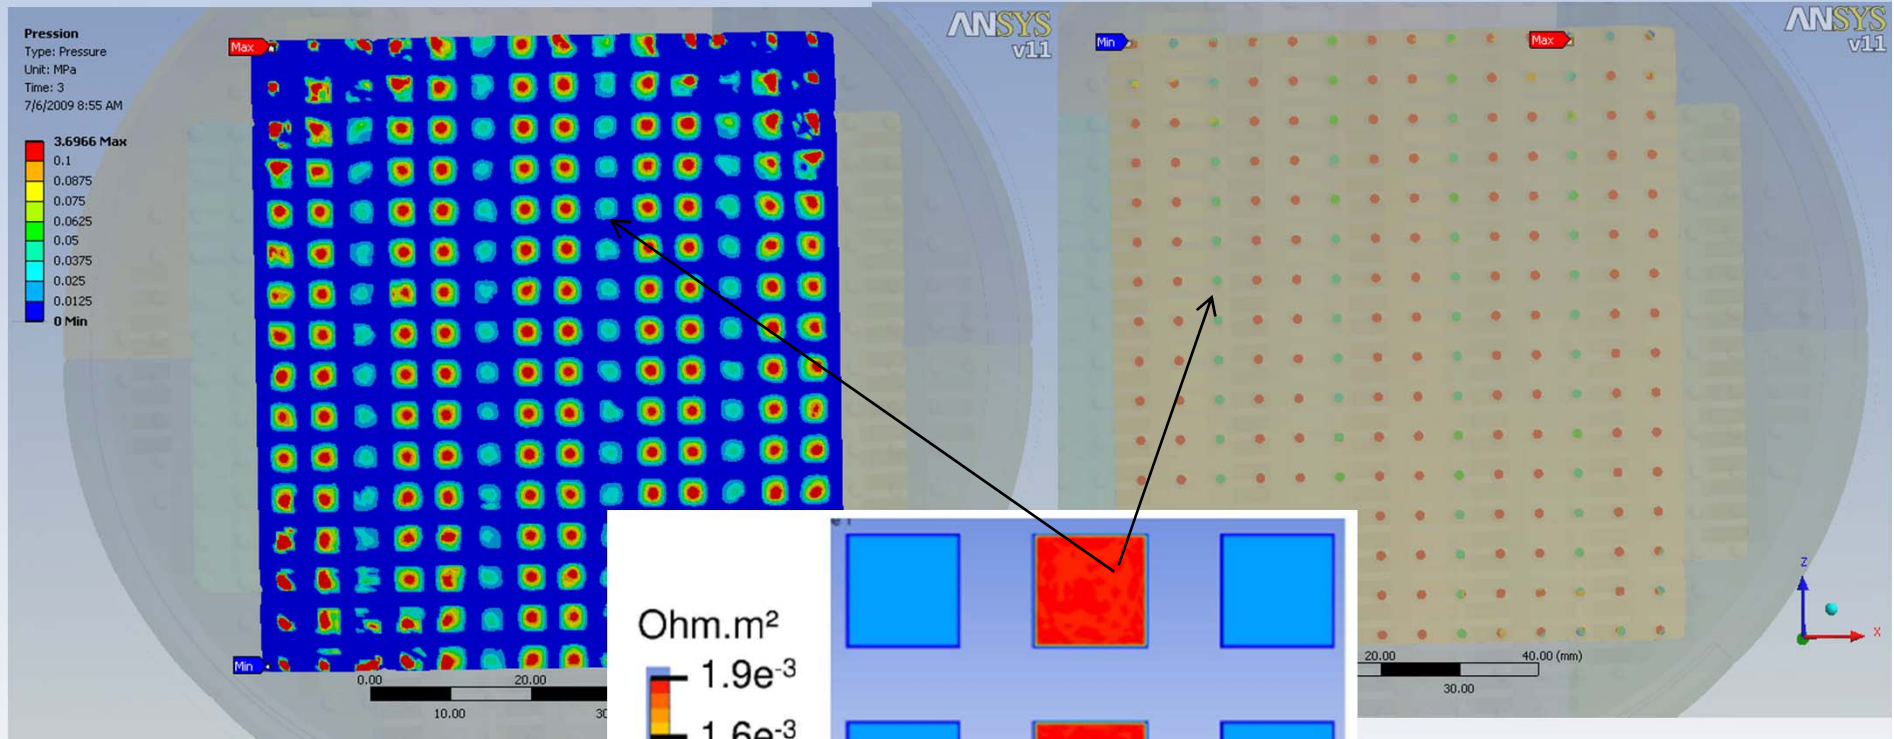 Pression
Type: Pressure
Unit: MPa
Time: 3
7/6/2009 8:55 AM
3.6966 Max
0.1
0.0875
0.075
0.0625
0.05
0.0375
0.025
0.0125
0 Min
Max
Min
ANSYS
v11
0.00
20.00
10.00
Min
Max
ANSYS
v11
Z
X
20.00
40.00 (mm)
30.00
Ohm.m²
1.9e-3
1.6e-3